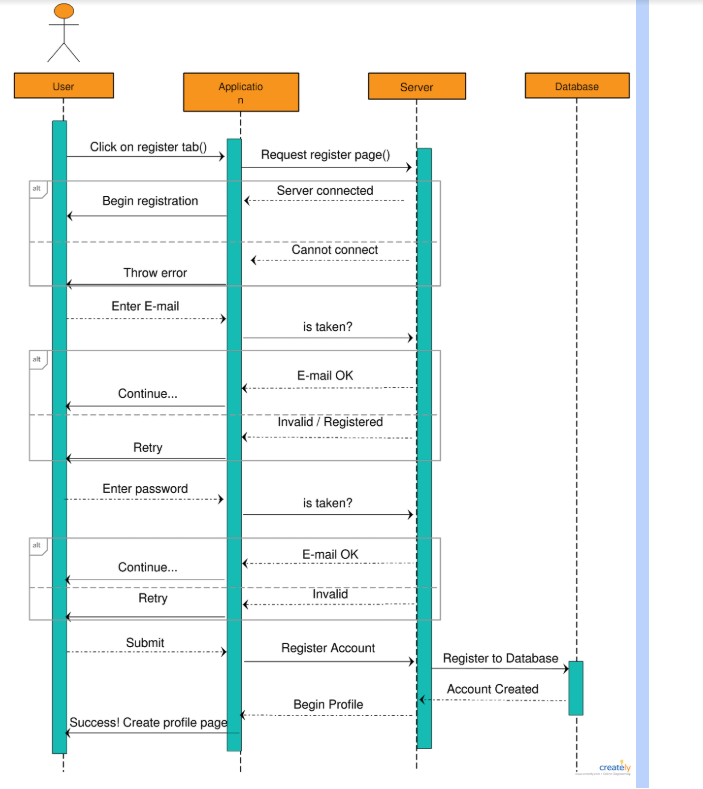 User
Applicatio
n
Server
Database
Click on register tab()
Request register page()
alt
Server connected
Begin registration
Cannot connect
Throw error
Enter E-mail
is taken?
alt
E-mail OK
Continue...
Invalid / Registered
Retry
Enter password
is taken?
alt
E-mail OK
Continue...
Invalid
Retry
Submit
Register Account
Register to Database
Account Created
Begin Profile
Success! Create profile page
creately